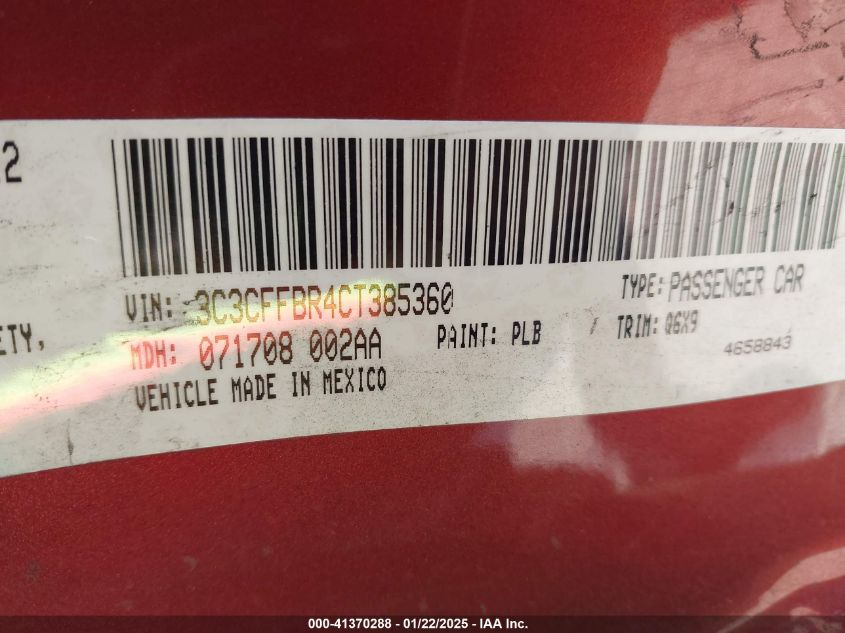 2
VIN: 3C3CFFBR4CT385360 TYPE: PASSENGER CAR
ETY, MDH: 071708 002AA PAINT: PLB / TRIM: Q6X9 4658843
VEHICLE MADE IN MEXICO
000-41370288 - 01/22/2025 - IAA Inc.